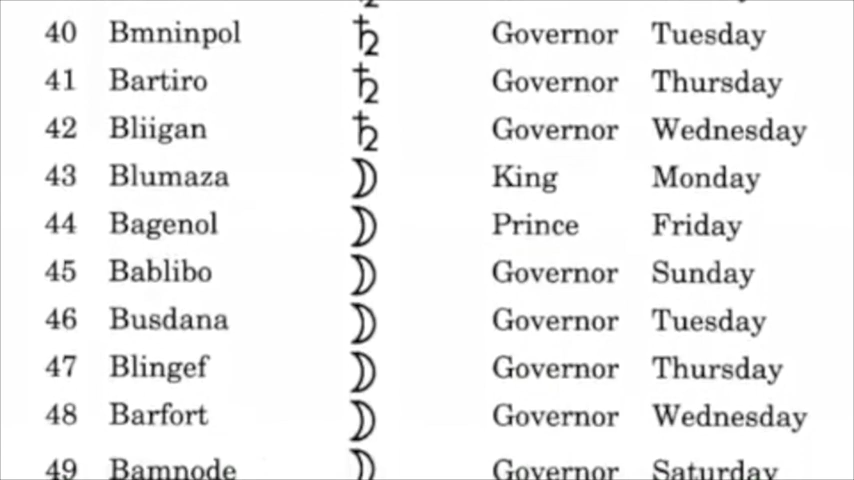 40 Bmninpol ♄ Governor Tuesday
41 Bartiro ♄ Governor Thursday
42 Bliigan ♄ Governor Wednesday
43 Blumaza ☽ King Monday
44 Bagenol ☽ Prince Friday
45 Bablibo ☽ Governor Sunday
46 Busdana ☽ Governor Tuesday
47 Blingef ☽ Governor Thursday
48 Barfort ☽ Governor Wednesday
49 Bamnode ☽ Governor Saturday